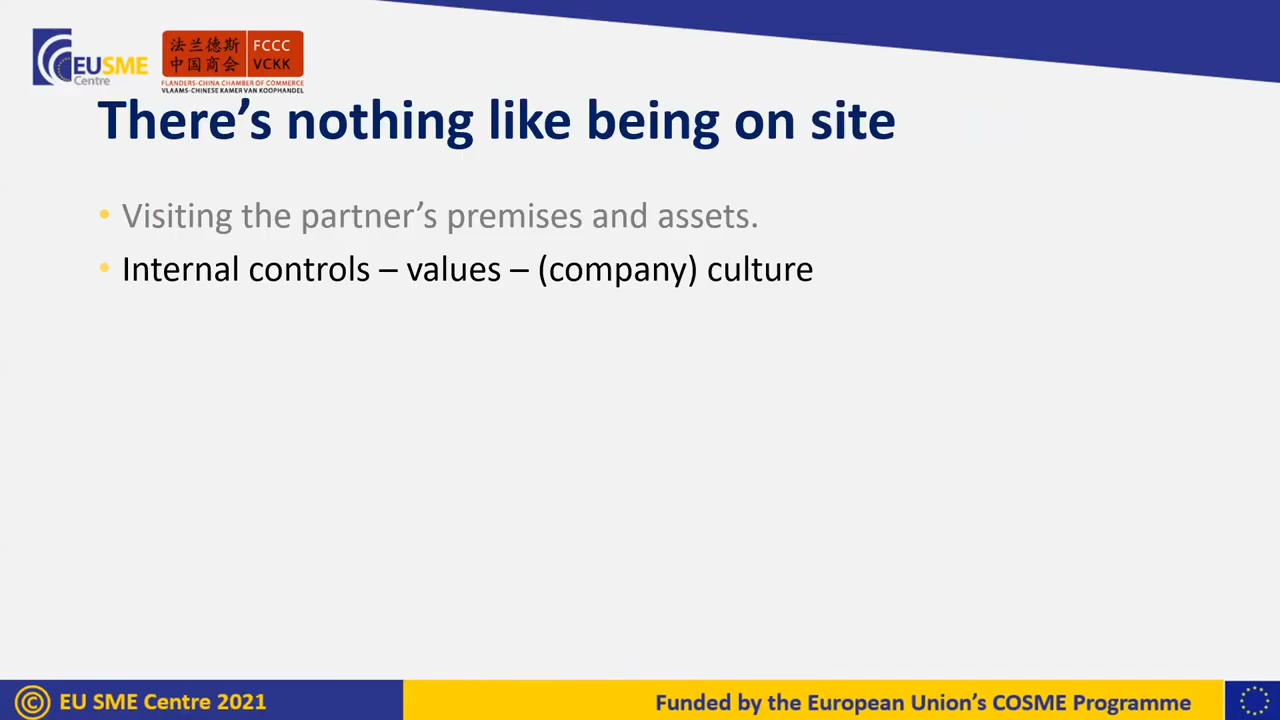 EUSME
Centre
法兰德斯
中国商会
FCCC
VCKK
FLANDERS-CHINA CHAMBER OF COMMERCE
VLAAMS-CHINESE KAMER VAN KOOPHANDEL
There’s nothing like being on site
• Visiting the partner’s premises and assets.
• Internal controls – values – (company) culture
© EU SME Centre 2021
Funded by the European Union’s COSME Programme